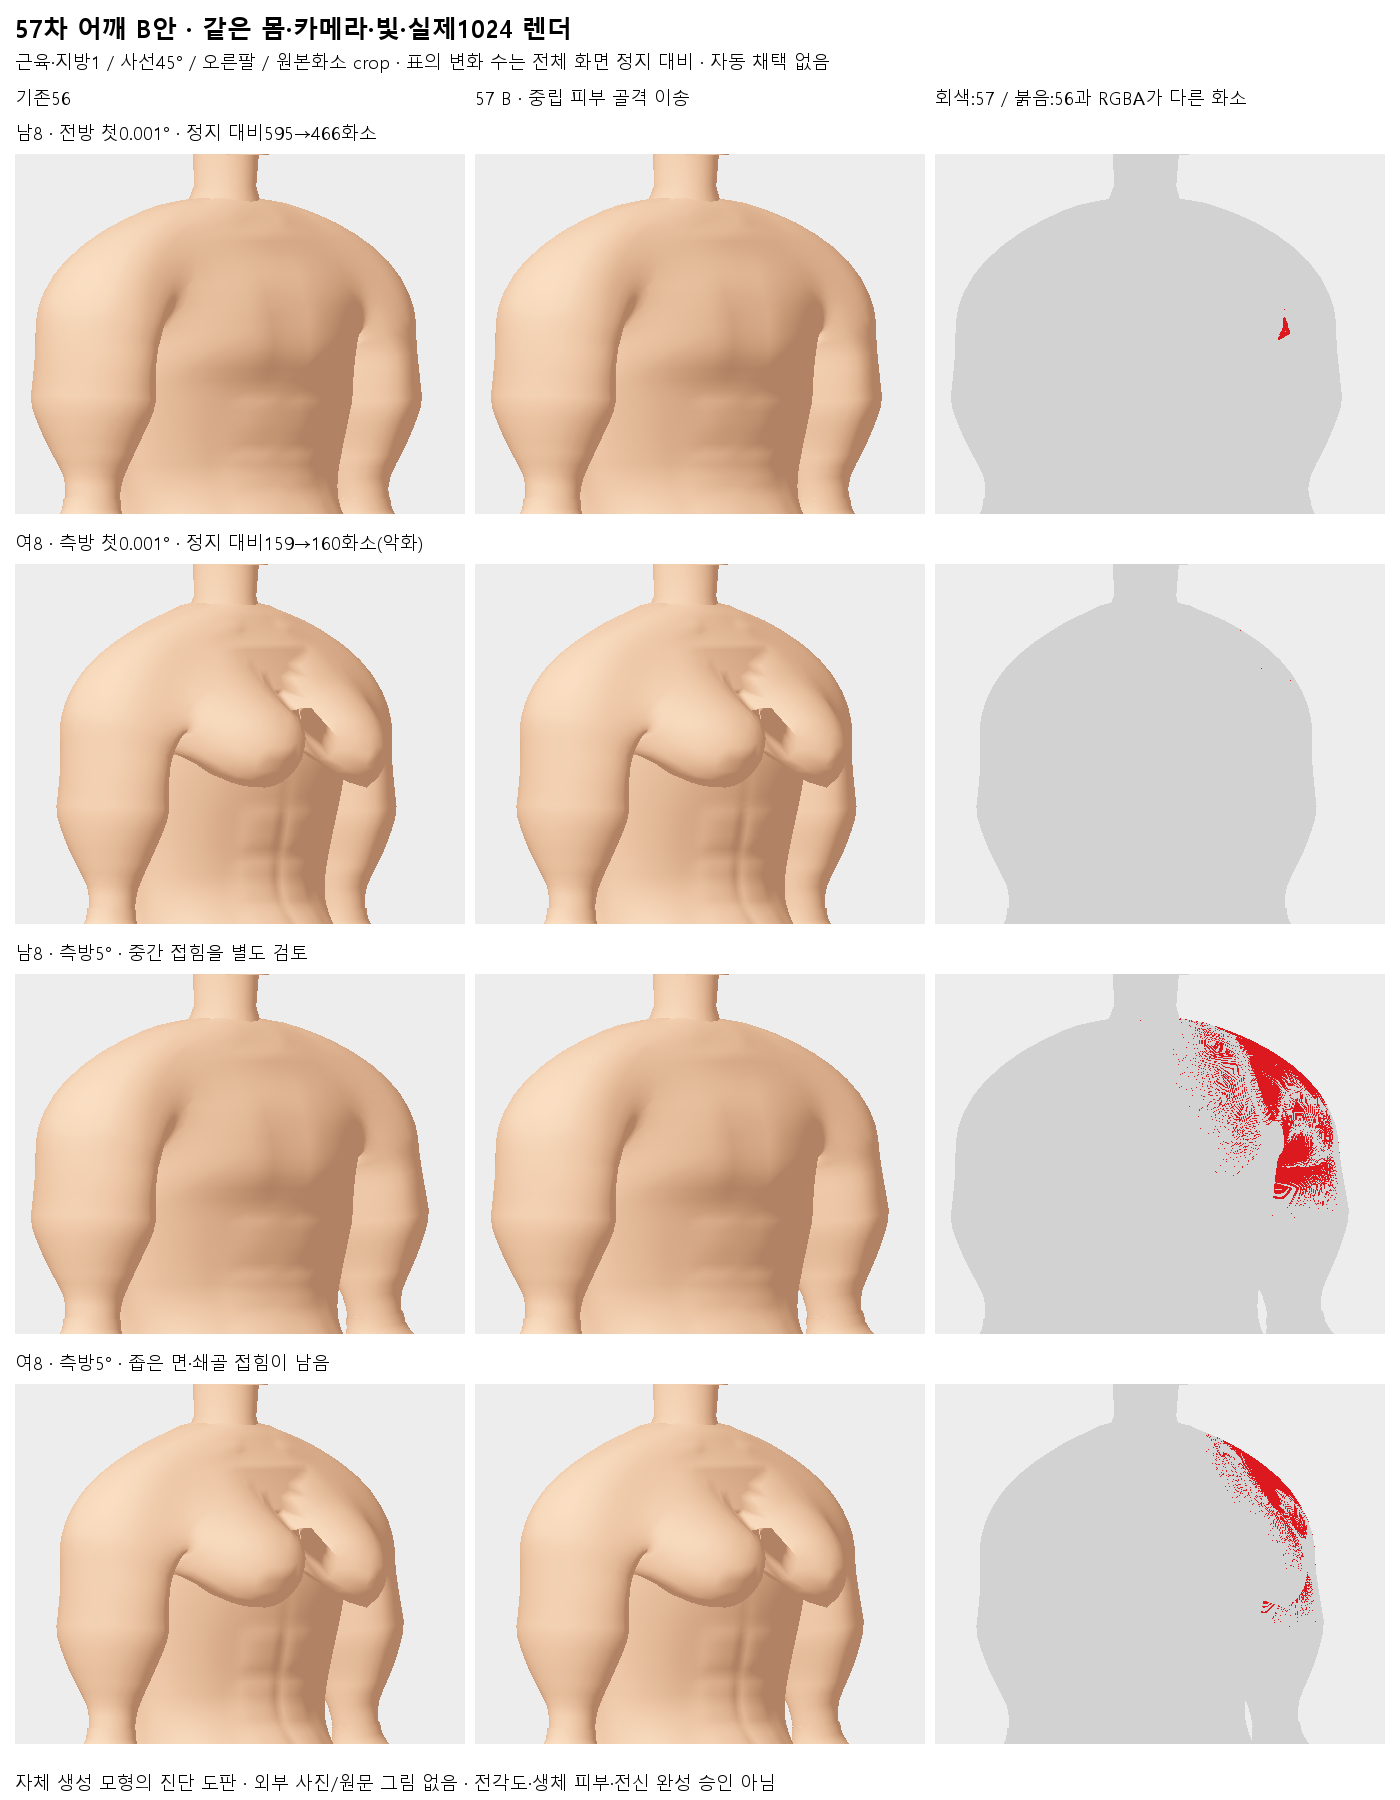 57차 어깨 B안 · 같은 몸·카메라·빛·실제1024 렌더
근육·지방1 / 사선45° / 오른팔 / 원본화소 crop · 표의 변화 수는 전체 화면 정지 대비 · 자동 채택 없음
기존56
57 B · 중립 피부 골격 이송
회색:57 / 붉음:56과 RGBA가 다른 화소
남8 · 전방 첫0.001° · 정지 대비595→466화소
여8 · 측방 첫0.001° · 정지 대비159→160화소(악화)
남8 · 측방5° · 중간 접힘을 별도 검토
여8 · 측방5° · 좁은 면·쇄골 접힘이 남음
자체 생성 모형의 진단 도판 · 외부 사진/원문 그림 없음 · 전각도·생체 피부·전신 완성 승인 아님